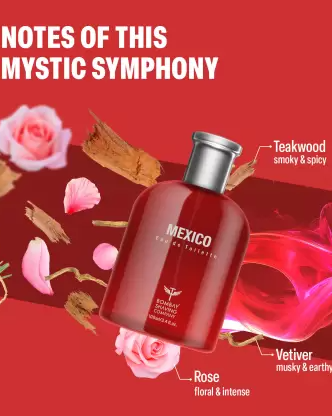 NOTES OF THIS
MYSTIC SYMPHONY
Teakwood
smoky & spicy
MEXICO
Eau de Toilette
BOMBAY
SHAVING
COMPANY
Vetiver
musky & earthy
Rose
floral & intense